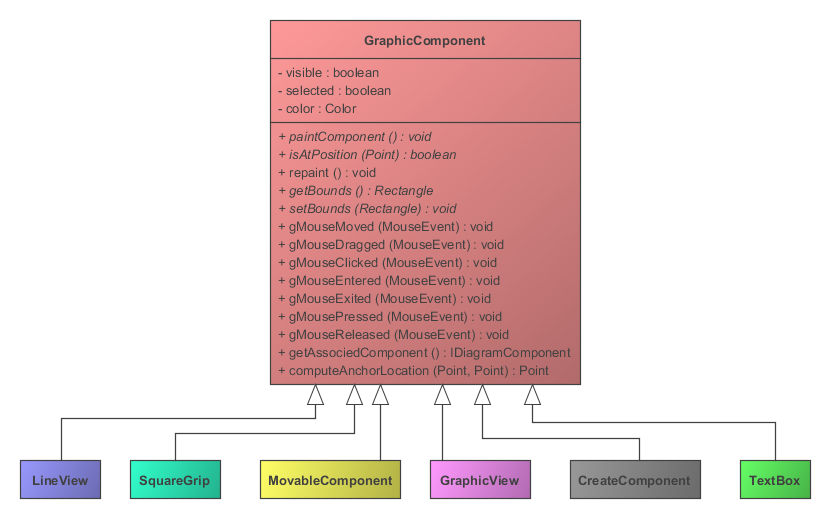 GraphicComponent
- visible : boolean
- selected : boolean
- color : Color
+ paintComponent () : void
+ isAtPosition (Point) : boolean
+ repaint () : void
+ getBounds () : Rectangle
+ setBounds (Rectangle) : void
+ gMouseMoved (MouseEvent) : void
+ gMouseDragged (MouseEvent) : void
+ gMouseClicked (MouseEvent) : void
+ gMouseEntered (MouseEvent) : void
+ gMouseExited (MouseEvent) : void
+ gMousePressed (MouseEvent) : void
+ gMouseReleased (MouseEvent) : void
+ getAssociedComponent () : IDiagramComponent
+ computeAnchorLocation (Point, Point) : Point
LineView
SquareGrip
MovableComponent
GraphicView
CreateComponent
TextBox